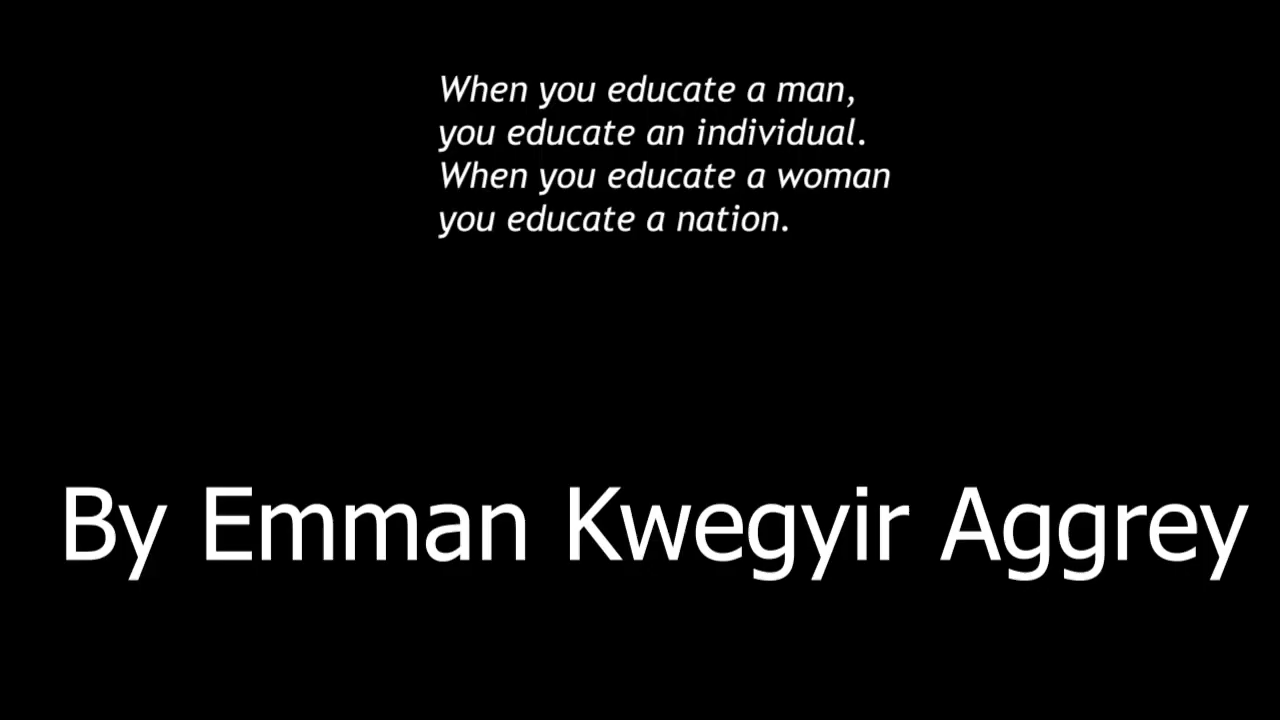 When you educate a man,
you educate an individual.
When you educate a woman
you educate a nation.
By Emman Kwegyir Aggrey